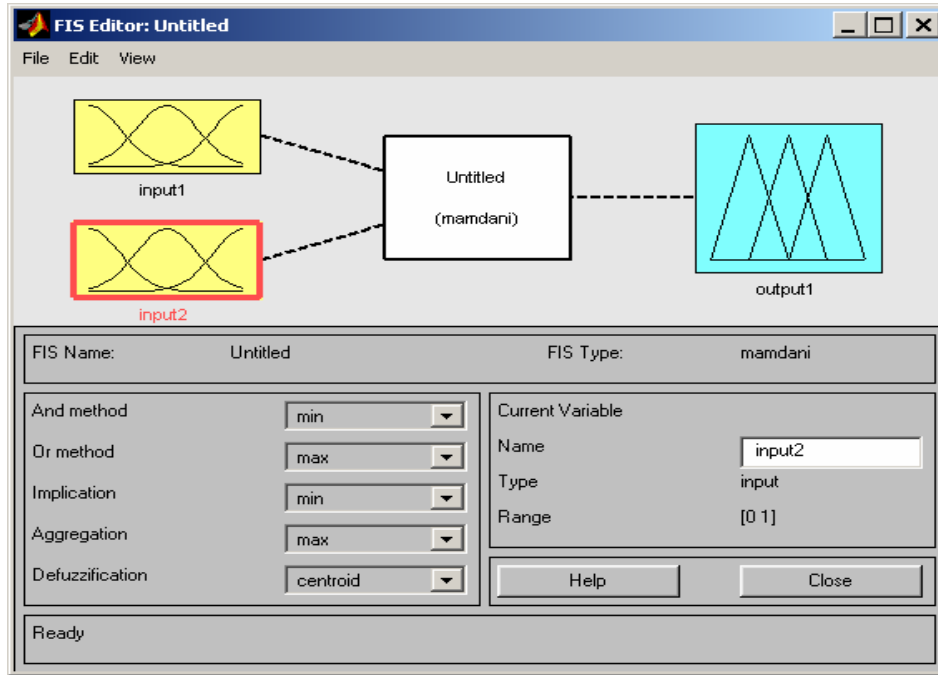 FIS Editor: Untitled
File Edit View
input1
input2
Untitled
(mamdani)
output1
FIS Name: Untitled FIS Type: mamdani
And method min
Or method max
Implication min
Aggregation max
Defuzzification centroid
Current Variable
Name input2
Type input
Range [0 1]
Help Close
Ready